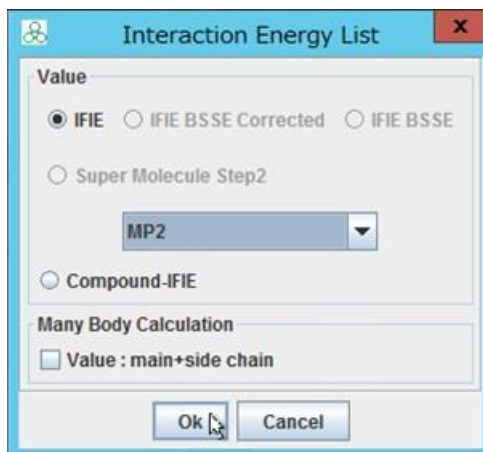 Interaction Energy List
x
Value
IFIE IFIE BSSE Corrected IFIE BSSE
Super Molecule Step2
MP2
Compound-IFIE
Many Body Calculation
Value : main+side chain
Ok Cancel